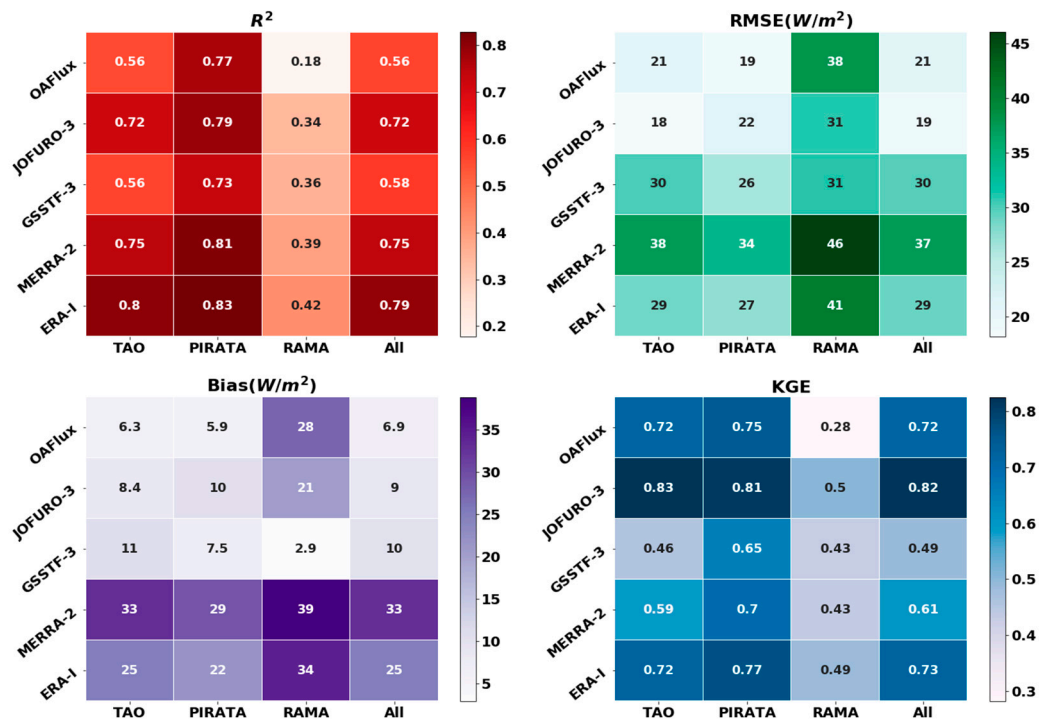 R²
RMSE(W/m²)
OAFlux 0.56 0.77 0.18 0.56
JOFURO-3 0.72 0.79 0.34 0.72
GSSTF-3 0.56 0.73 0.36 0.58
MERRA-2 0.75 0.81 0.39 0.75
ERA-I 0.8 0.83 0.42 0.79
TAO PIRATA RAMA All
0.8
0.7
0.6
0.5
0.4
0.3
0.2
OAFlux 21 19 38 21
JOFURO-3 18 22 31 19
GSSTF-3 30 26 31 30
MERRA-2 38 34 46 37
ERA-I 29 27 41 29
TAO PIRATA RAMA All
45
40
35
30
25
20
Bias(W/m²)
KGE
OAFlux 6.3 5.9 28 6.9
JOFURO-3 8.4 10 21 9
GSSTF-3 11 7.5 2.9 10
MERRA-2 33 29 39 33
ERA-I 25 22 34 25
TAO PIRATA RAMA All
35
30
25
20
15
10
5
OAFlux 0.72 0.75 0.28 0.72
JOFURO-3 0.83 0.81 0.5 0.82
GSSTF-3 0.46 0.65 0.43 0.49
MERRA-2 0.59 0.7 0.43 0.61
ERA-I 0.72 0.77 0.49 0.73
TAO PIRATA RAMA All
0.8
0.7
0.6
0.5
0.4
0.3